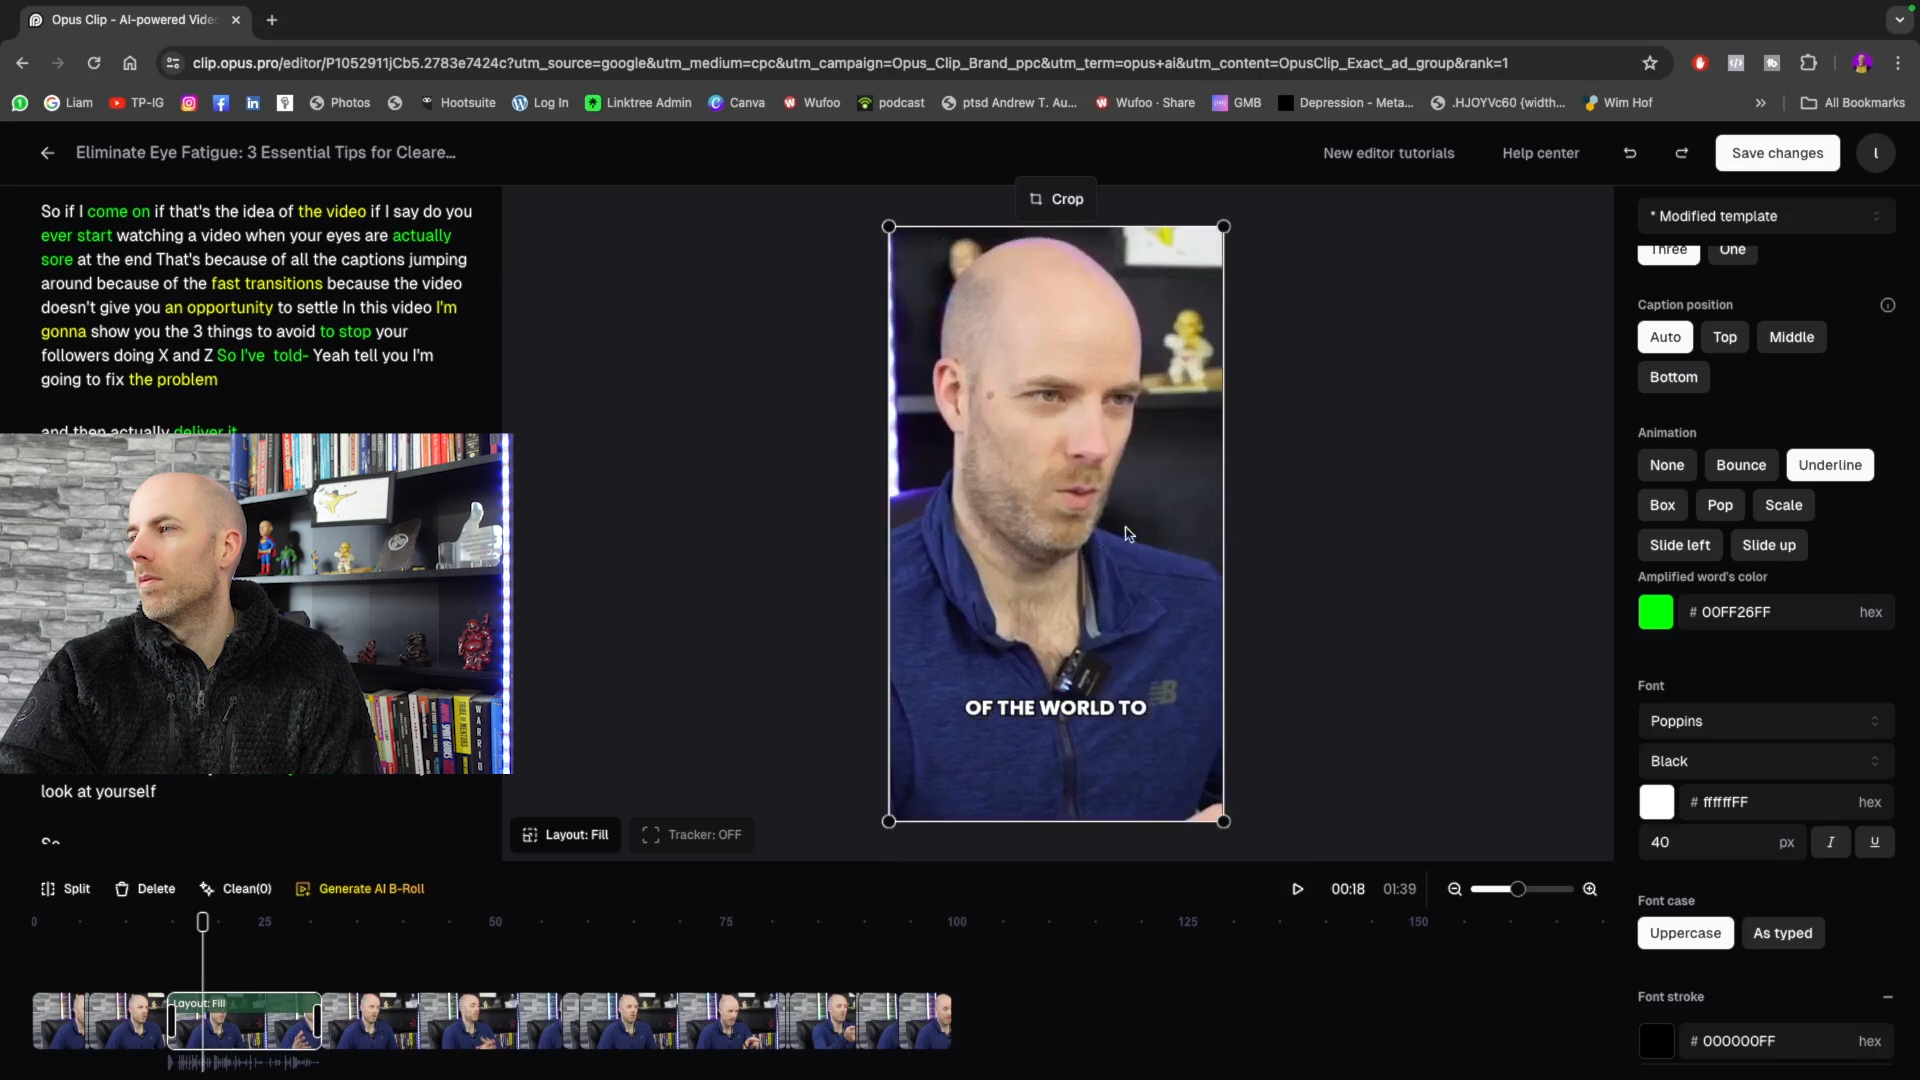 Opus Clip - AI-powered Vide
clip.opus.pro/editor/P1052911jCb5.2783e7424c?utm_source=google&utm_medium=cpc&utm_campaign=Opus_Clip_Brand_ppc&utm_term=opus+ai&utm_content=OpusClip_Exact_ad_group&rank=1
Liam
TP-IG
Photos
Hootsuite
Log In
Linktree Admin
Canva
Wufoo
podcast
ptsd Andrew T. Au...
Wufoo · Share
GMB
Depression - Meta...
.HJOYVc60 {width...
Wim Hof
All Bookmarks
Eliminate Eye Fatigue: 3 Essential Tips for Cleare...
New editor tutorials
Help center
Save changes
So if I come on if that's the idea of the video if I say do you
ever start watching a video when your eyes are actually
sore at the end That's because of all the captions jumping
around because of the fast transitions because the video
doesn't give you an opportunity to settle In this video I'm
gonna show you the 3 things to avoid to stop your
followers doing X and Z So I've told- Yeah tell you I'm
going to fix the problem
and then actually deliver it
look at yourself
So
Crop
OF THE WORLD TO
Layout: Fill
Tracker: OFF
* Modified template
Three
One
Caption position
Auto
Top
Middle
Bottom
Animation
None
Bounce
Underline
Box
Pop
Scale
Slide left
Slide up
Amplified word's color
# 00FF26FF hex
Font
Poppins
Black
# ffffffFF hex
40 px
I
U
Font case
Uppercase
As typed
Font stroke
# 000000FF hex
Split
Delete
Clean(0)
Generate AI B-Roll
00:18 01:39
0 25 50 75 100 125 150
Layout: Fill